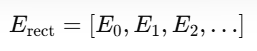 E_rect = [E_0, E_1, E_2, …]